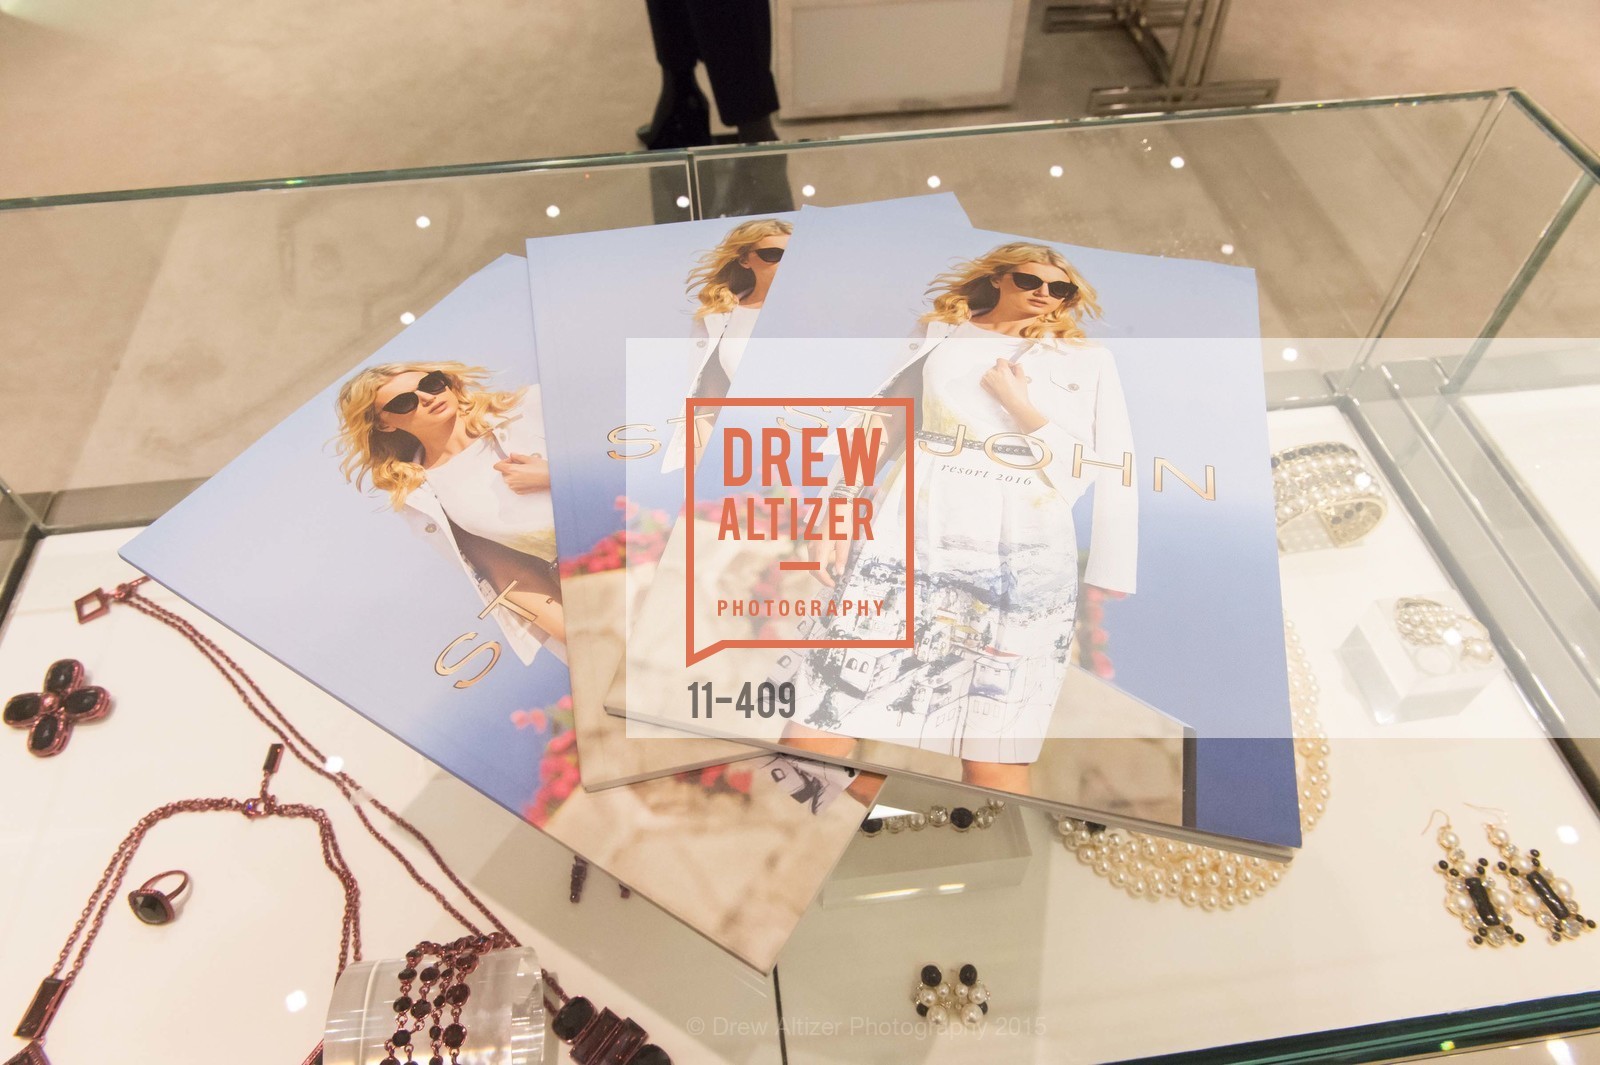 ST
ST JOHN
resort 2016
ST
DREW
ALTIZER
PHOTOGRAPHY
11-409
© Drew Altizer Photography 2015